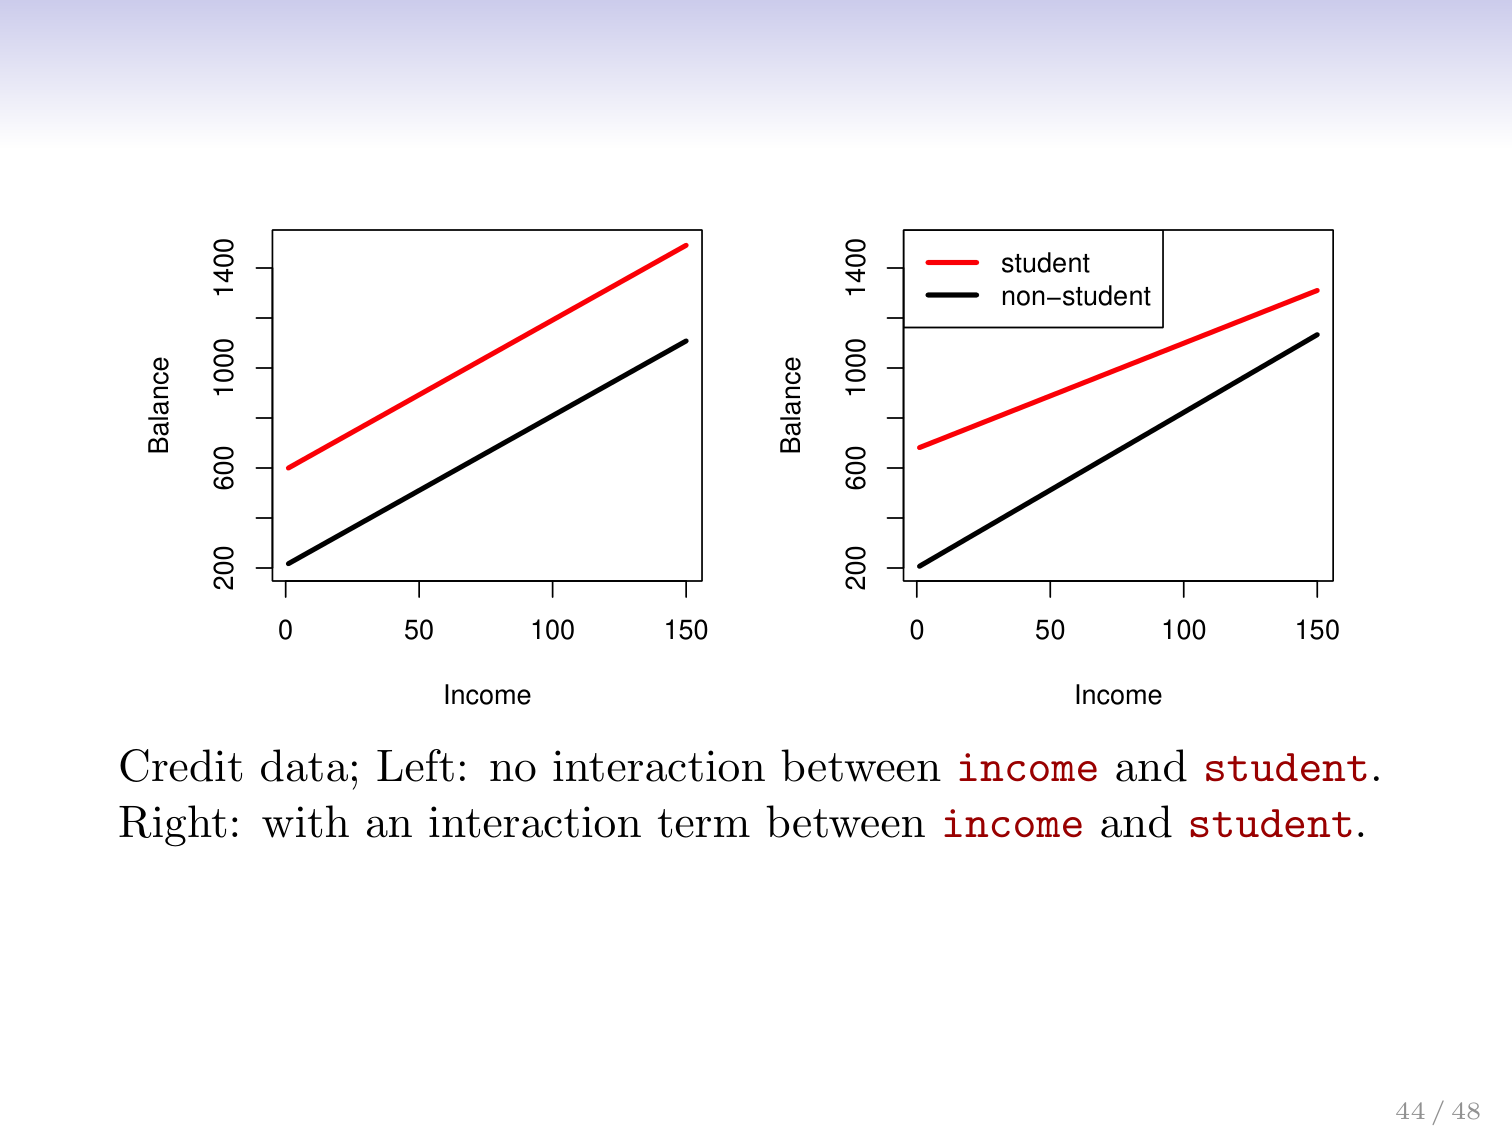 Balance
1400
1000
600
200
0 50 100 150
Income
Balance
1400
1000
600
200
student
non−student
0 50 100 150
Income
Credit data; Left: no interaction between income and student.
Right: with an interaction term between income and student.
44 / 48